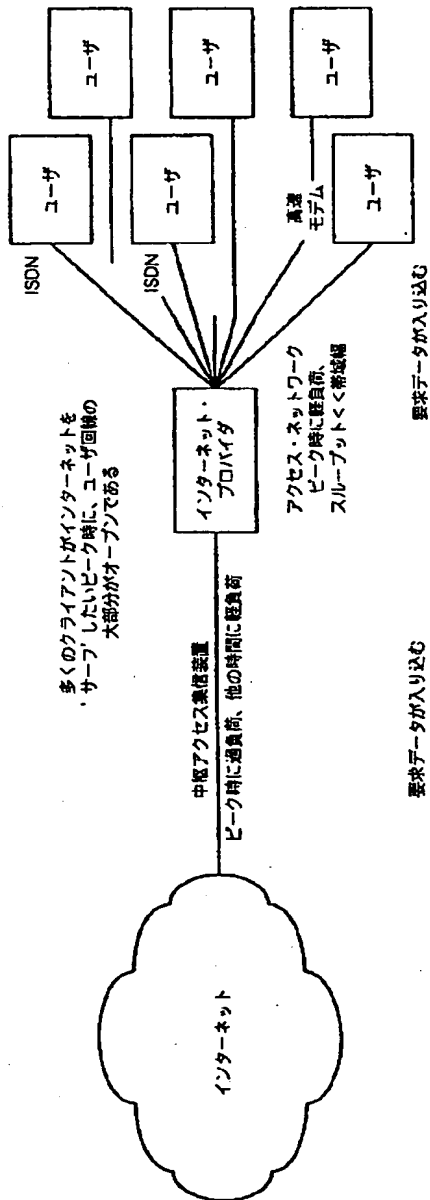 多くのクライアントがインターネットを
'サーフ'したいピーク時に、ユーザ回線の
大部分がオープンである
インターネット
中枢アクセス集信装置
ピーク時に過負荷、他の時間に軽負荷
インターネット・
プロバイダ
アクセス・ネットワーク
ピーク時に軽負荷、
スループット<<帯域幅
ISDN
ISDN
高速
モデム
ユーザ
ユーザ
ユーザ
ユーザ
ユーザ
ユーザ
要求データが入り込む
要求データが入り込む